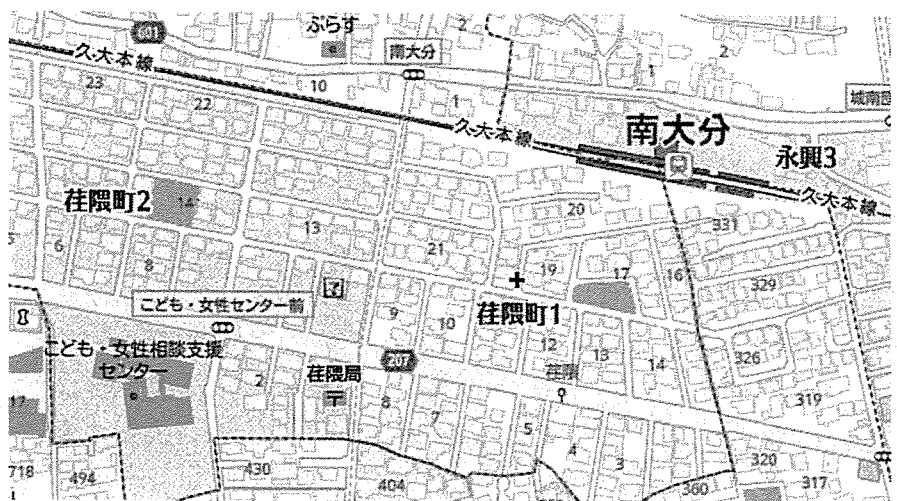 601
ぷらす
2
南大分
2
1
久大本線
23
22
10
1
久大本線
城南
南大分
永興3
久大本線
荏隈町2
14
13
20
331
6
8
21
19
17
16
329
こども・女性センター前
9
10
荏隈町1
12
13
14
326
こども・女性相談支援
センター
207
荏隈局
〒
荏隈
2
8
7
5
4
3
319
17
718
494
430
404
360
320
317